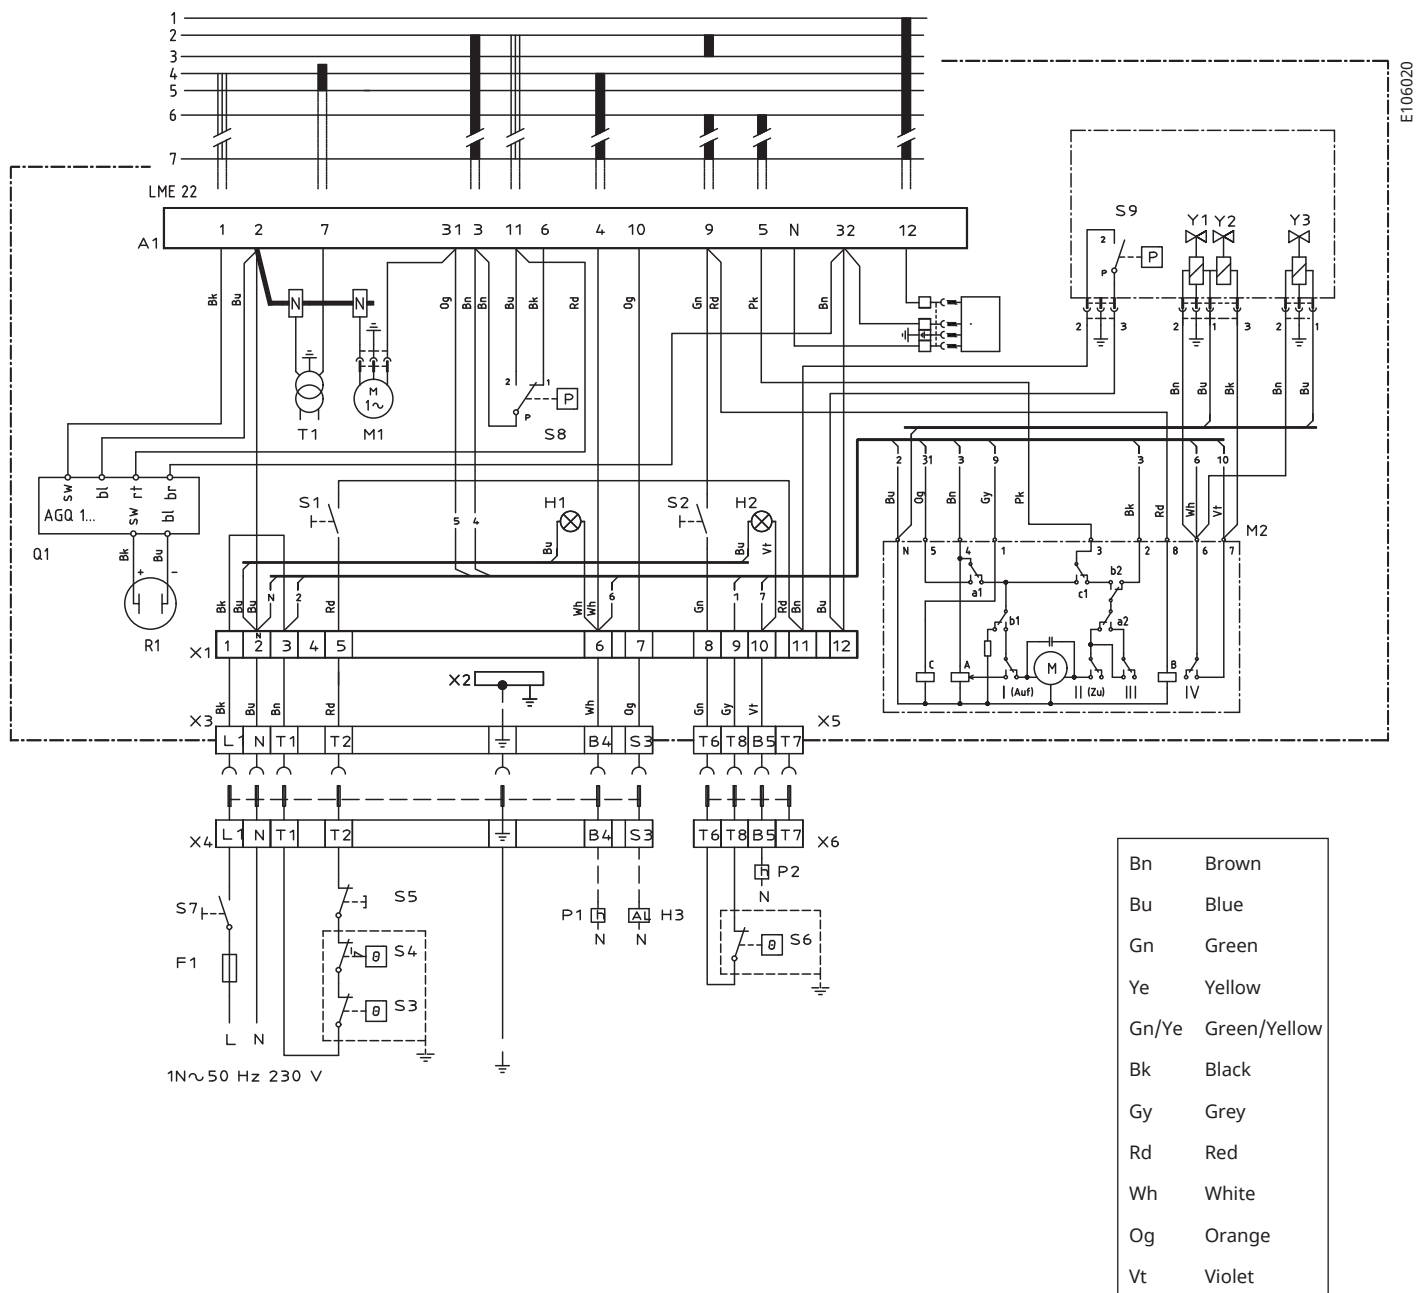 1
2
3
4
5
6
7
E106020
LME 22
A1
1 2 7 31 3 11 6 4 10 9 5 N 32 12
S9
Y1 Y2 Y3
2
P
P
2 3 2 1 3 2 1
Bk Bu Og Bn Bn Bu Bk Rd Og Gn Rd Pk Bn
N N
M
1~
T1 M1
2 1
P
P
S8
Bn Bu Bk Bn Bu
sw bl rt br
AGQ 1...
sw bl
Q1
Bk Bu
+ -
R1
S1
5 4
H1
Bu
S2
H2
Bu Vt
2 31 3 9 3 6 10
Bu Og Bn Gy Pk Bk Rd Wh Vt
M2
N 5 4 1 3 2 8 6 7
a1 c1 b2
b1 a2
C A M B
I (Auf) II (Zu) III IV
Bk Bu Bu N 2 Rd Wh Wh 6 Gn 1 7 Rd Bn Bu
X1
N
1 2 3 4 5 6 7 8 9 10 11 12
X2
Bk Bu Bn Rd Wh Og Gn Gy Vt
X3
L1 N T1 T2 B4 S3 T6 T8 B5 T7
X5
X4
L1 N T1 T2 B4 S3 T6 T8 B5 T7
X6
S7
S5
P1 h
N
AL H3
N
h P2
N
F1
θ S4
θ S6
θ S3
L N
1N~50 Hz 230 V
Bn Brown
Bu Blue
Gn Green
Ye Yellow
Gn/Ye Green/Yellow
Bk Black
Gy Grey
Rd Red
Wh White
Og Orange
Vt Violet